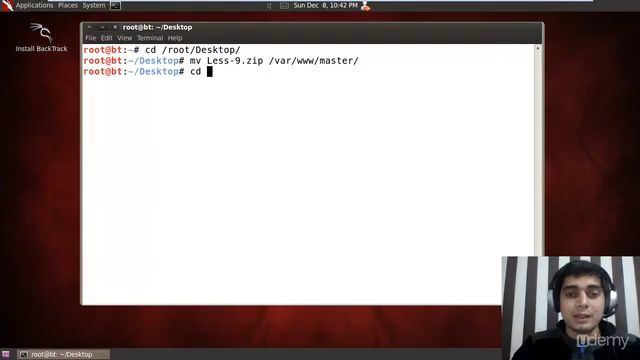 Applications Places System
Sun Dec 8, 10:42 PM
Install BackTrack
root@bt: ~/Desktop
File Edit View Terminal Help
root@bt:~# cd /root/Desktop/
root@bt:~/Desktop# mv Less-9.zip /var/www/master/
root@bt:~/Desktop# cd
ûdemy
root@bt: ~/Desktop